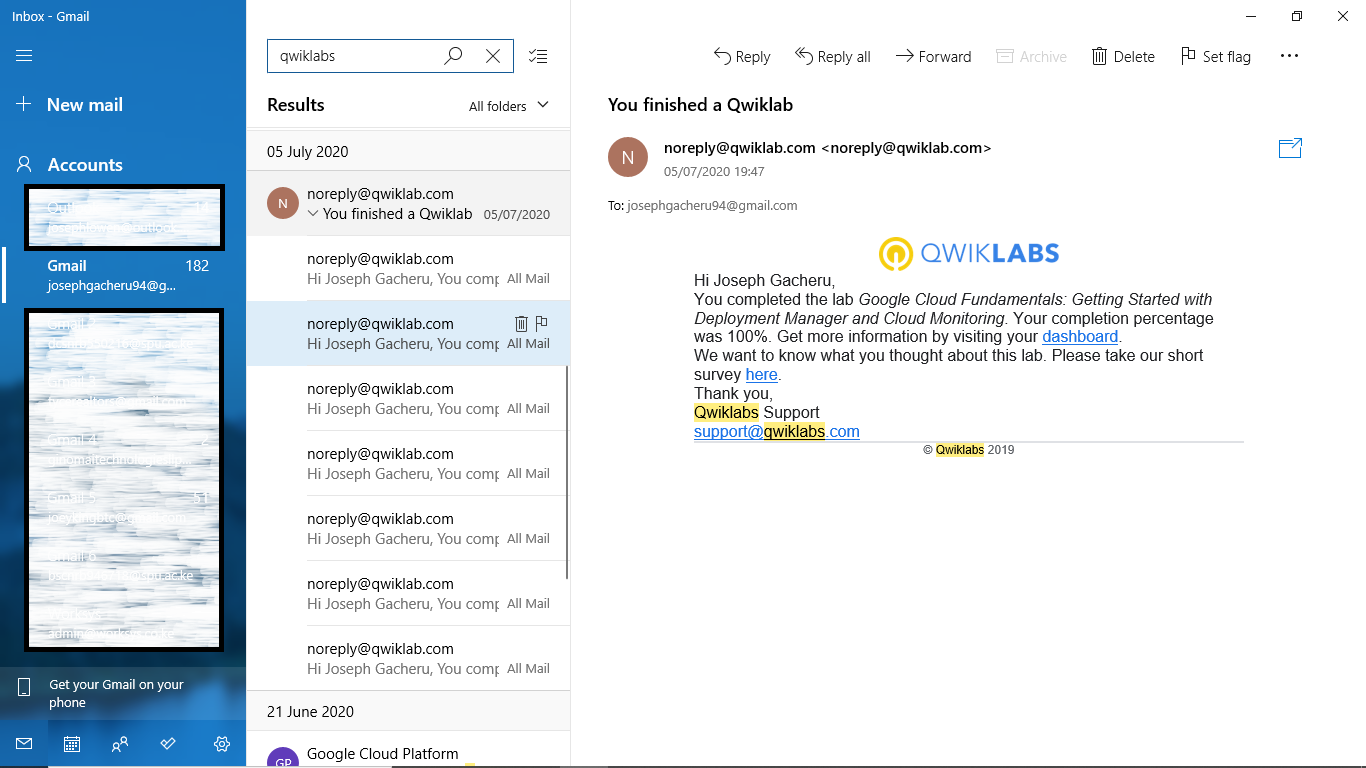 Inbox - Gmail
New mail
Accounts
Gmail 182
josephgacheru94@g...
Get your Gmail on your
phone
qwiklabs
Results All folders
05 July 2020
N
noreply@qwiklab.com
You finished a Qwiklab 05/07/2020
noreply@qwiklab.com
Hi Joseph Gacheru, You comp All Mail
noreply@qwiklab.com
Hi Joseph Gacheru, You comp All Mail
noreply@qwiklab.com
Hi Joseph Gacheru, You comp All Mail
noreply@qwiklab.com
Hi Joseph Gacheru, You comp All Mail
noreply@qwiklab.com
Hi Joseph Gacheru, You comp All Mail
noreply@qwiklab.com
Hi Joseph Gacheru, You comp All Mail
noreply@qwiklab.com
Hi Joseph Gacheru, You comp All Mail
21 June 2020
GP
Google Cloud Platform
Reply Reply all Forward Archive Delete Set flag
You finished a Qwiklab
N
noreply@qwiklab.com <noreply@qwiklab.com>
05/07/2020 19:47
To: josephgacheru94@gmail.com
QWIKLABS
Hi Joseph Gacheru,
You completed the lab Google Cloud Fundamentals: Getting Started with
Deployment Manager and Cloud Monitoring. Your completion percentage
was 100%. Get more information by visiting your dashboard.
We want to know what you thought about this lab. Please take our short
survey here.
Thank you,
Qwiklabs Support
support@qwiklabs.com
© Qwiklabs 2019